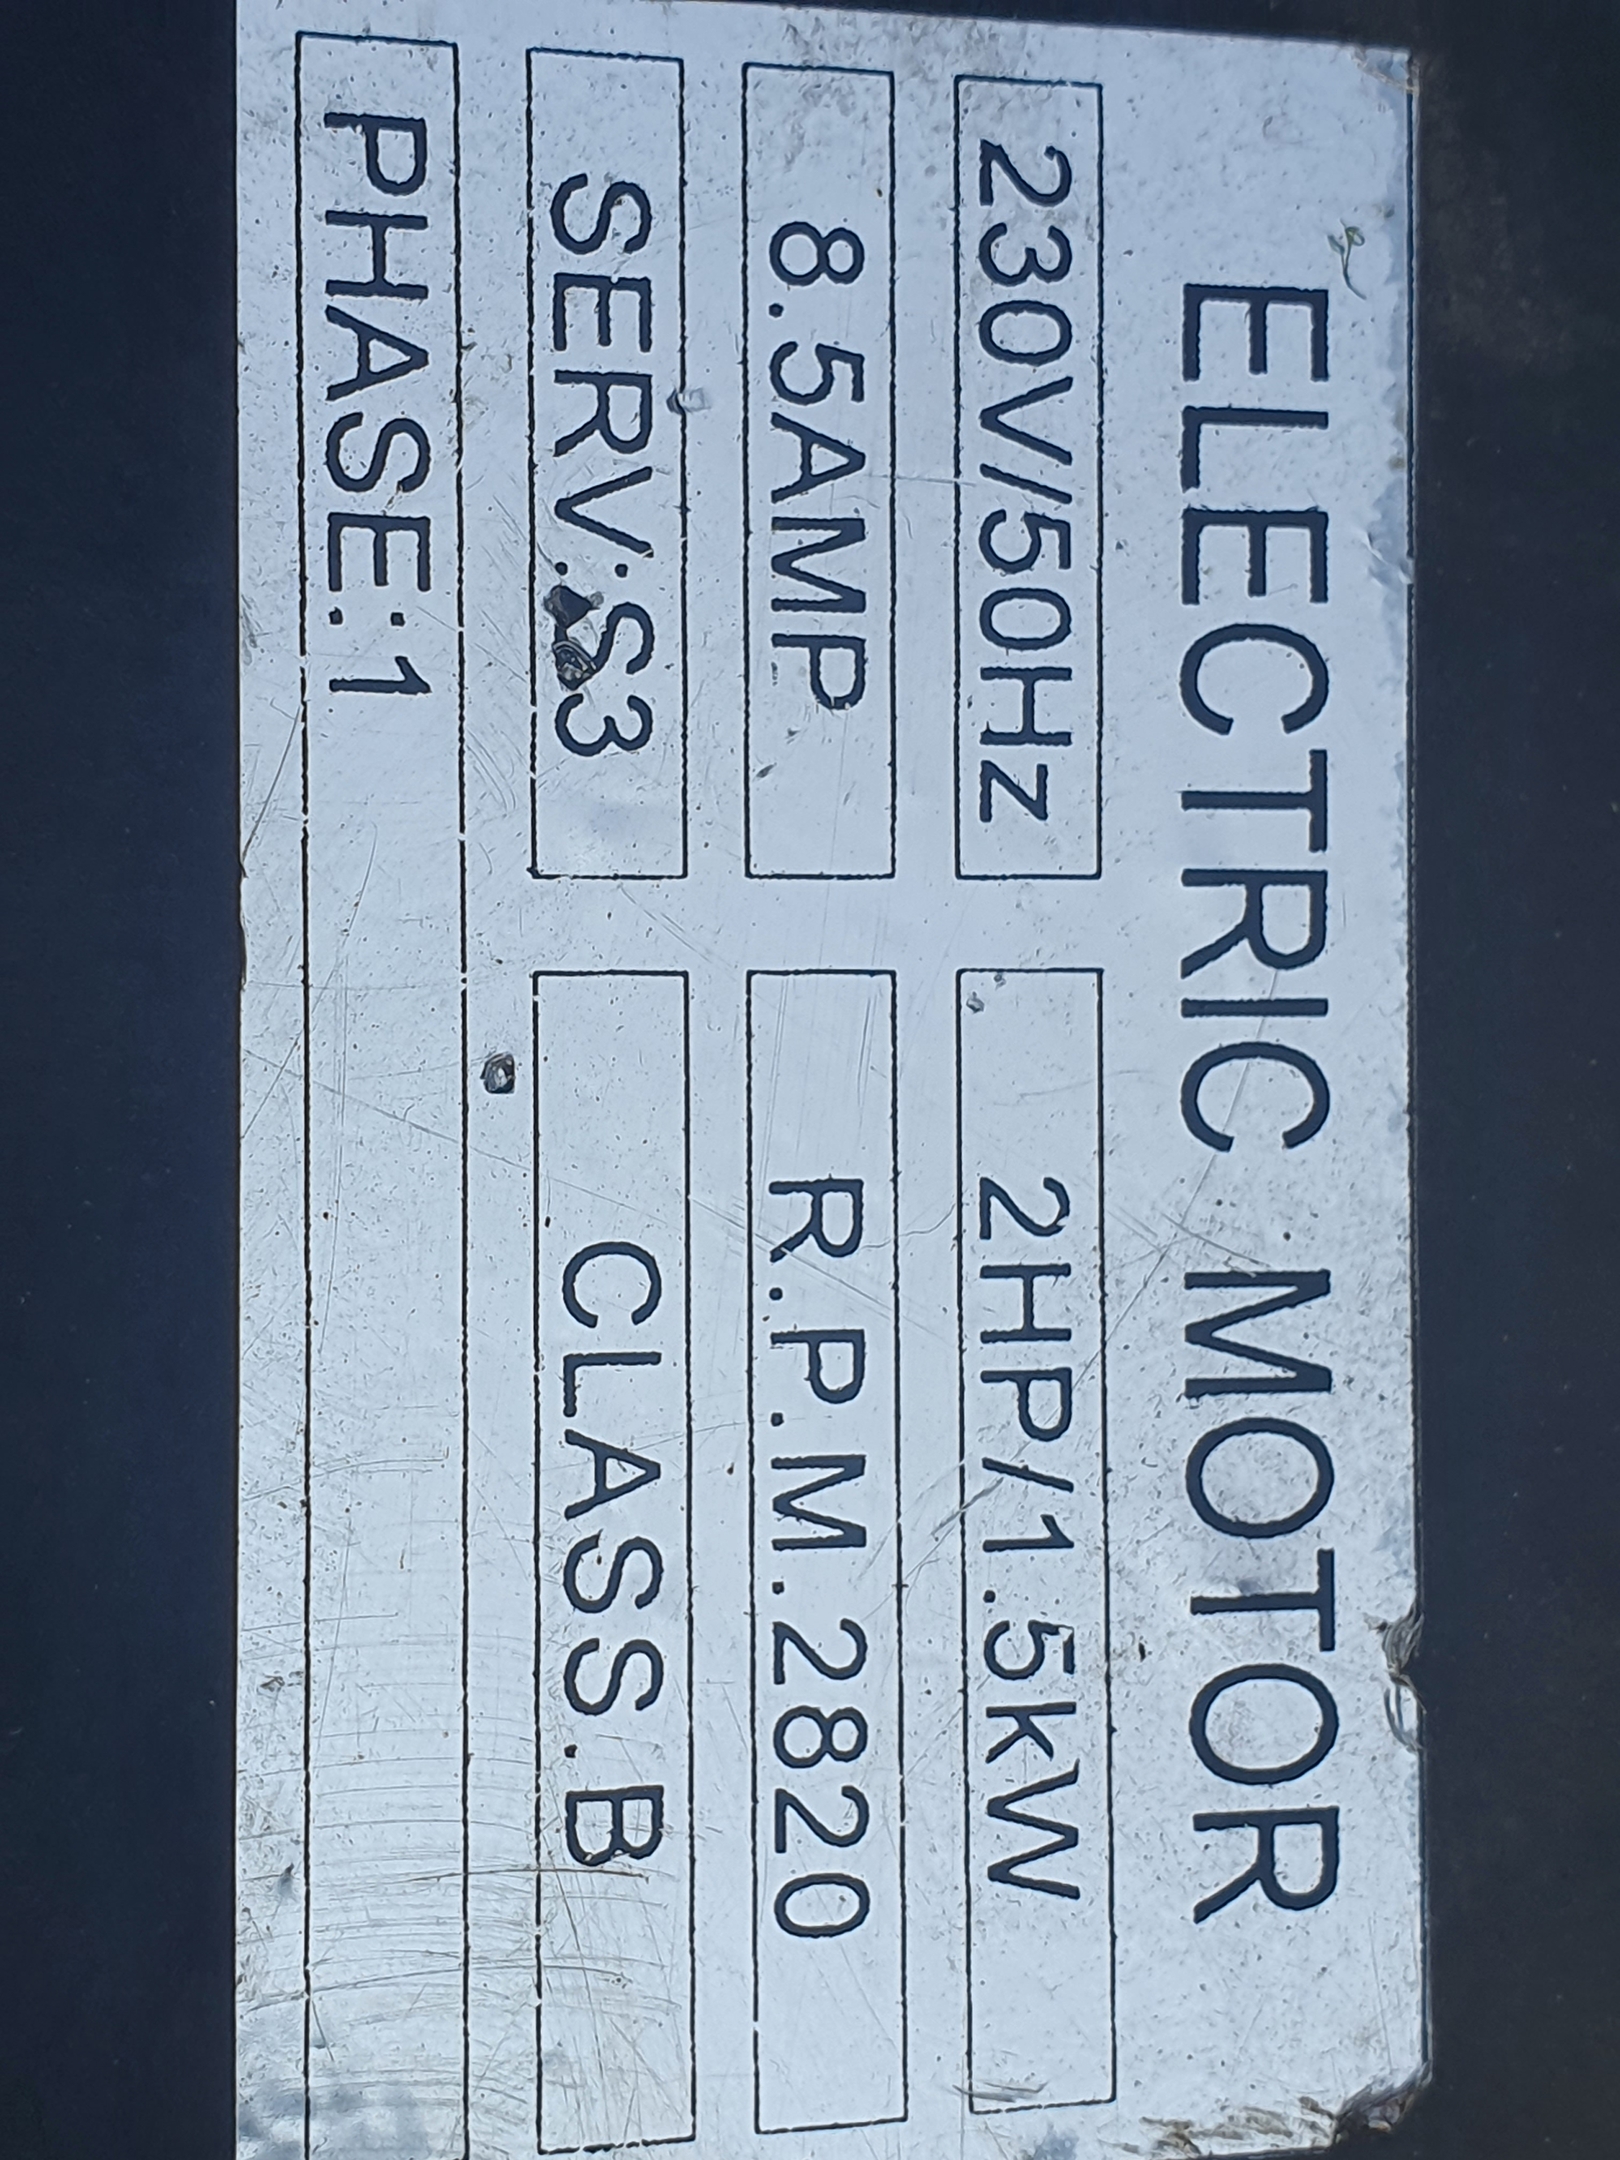 ELECTRIC MOTOR
230V/50Hz 2HP/1.5kW
8.5AMP R.P.M.2820
SERV.:S3 CLASS.B
PHASE:1